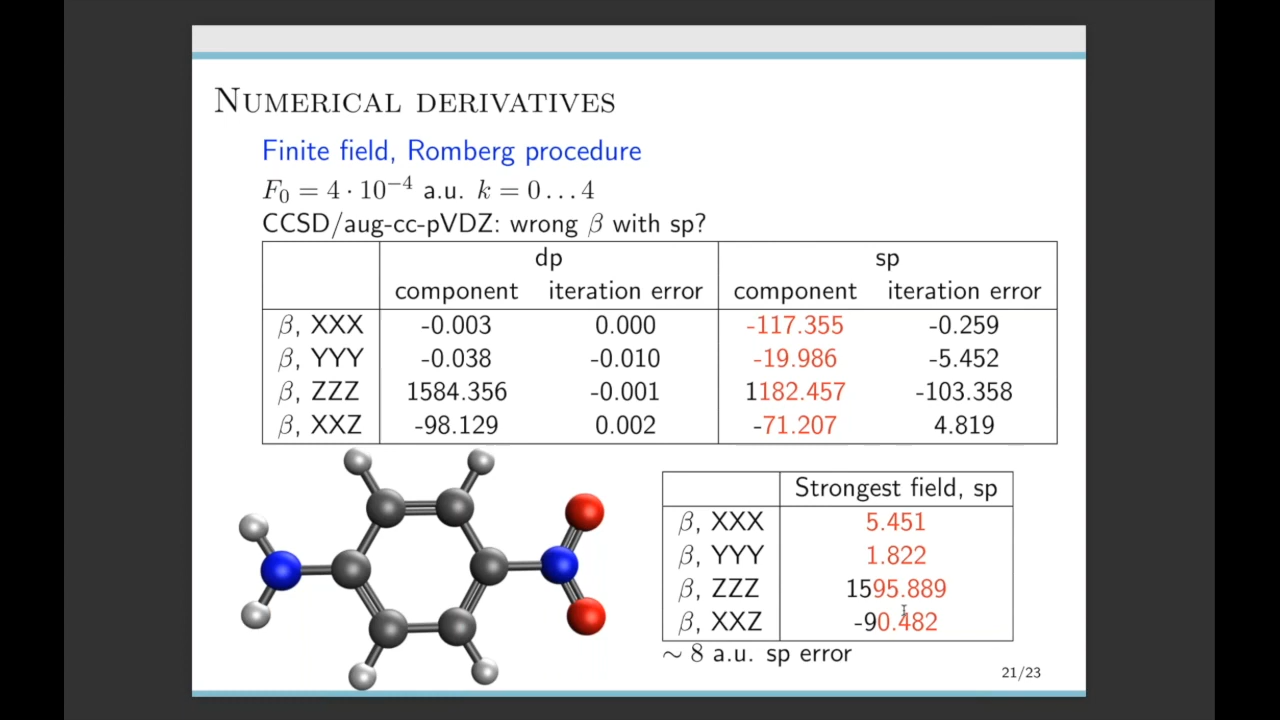 NUMERICAL DERIVATIVES
Finite field, Romberg procedure
F₀ = 4 · 10⁻⁴ a.u. k = 0 . . . 4
CCSD/aug-cc-pVDZ: wrong β with sp?
dp sp
component iteration error component iteration error
β, XXX -0.003 0.000 -117.355 -0.259
β, YYY -0.038 -0.010 -19.986 -5.452
β, ZZZ 1584.356 -0.001 1182.457 -103.358
β, XXZ -98.129 0.002 -71.207 4.819
Strongest field, sp
β, XXX 5.451
β, YYY 1.822
β, ZZZ 1595.889
β, XXZ -90.482
∼ 8 a.u. sp error
21/23